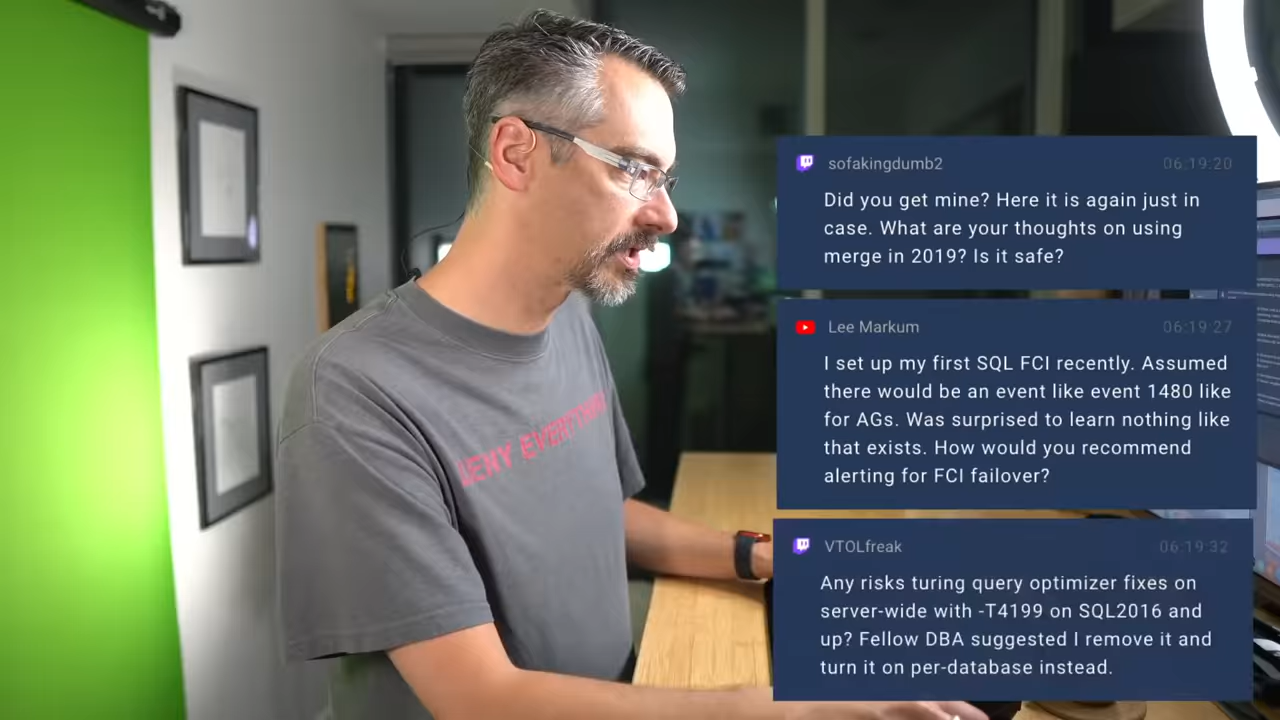 sofakingdumb2 06:19:20
Did you get mine? Here it is again just in
case. What are your thoughts on using
merge in 2019? Is it safe?
Lee Markum 06:19:27
I set up my first SQL FCI recently. Assumed
there would be an event like event 1480 like
for AGs. Was surprised to learn nothing like
that exists. How would you recommend
alerting for FCI failover?
VTOLfreak 06:19:32
Any risks turing query optimizer fixes on
server-wide with -T4199 on SQL2016 and
up? Fellow DBA suggested I remove it and
turn it on per-database instead.
DENY EVERYTHING